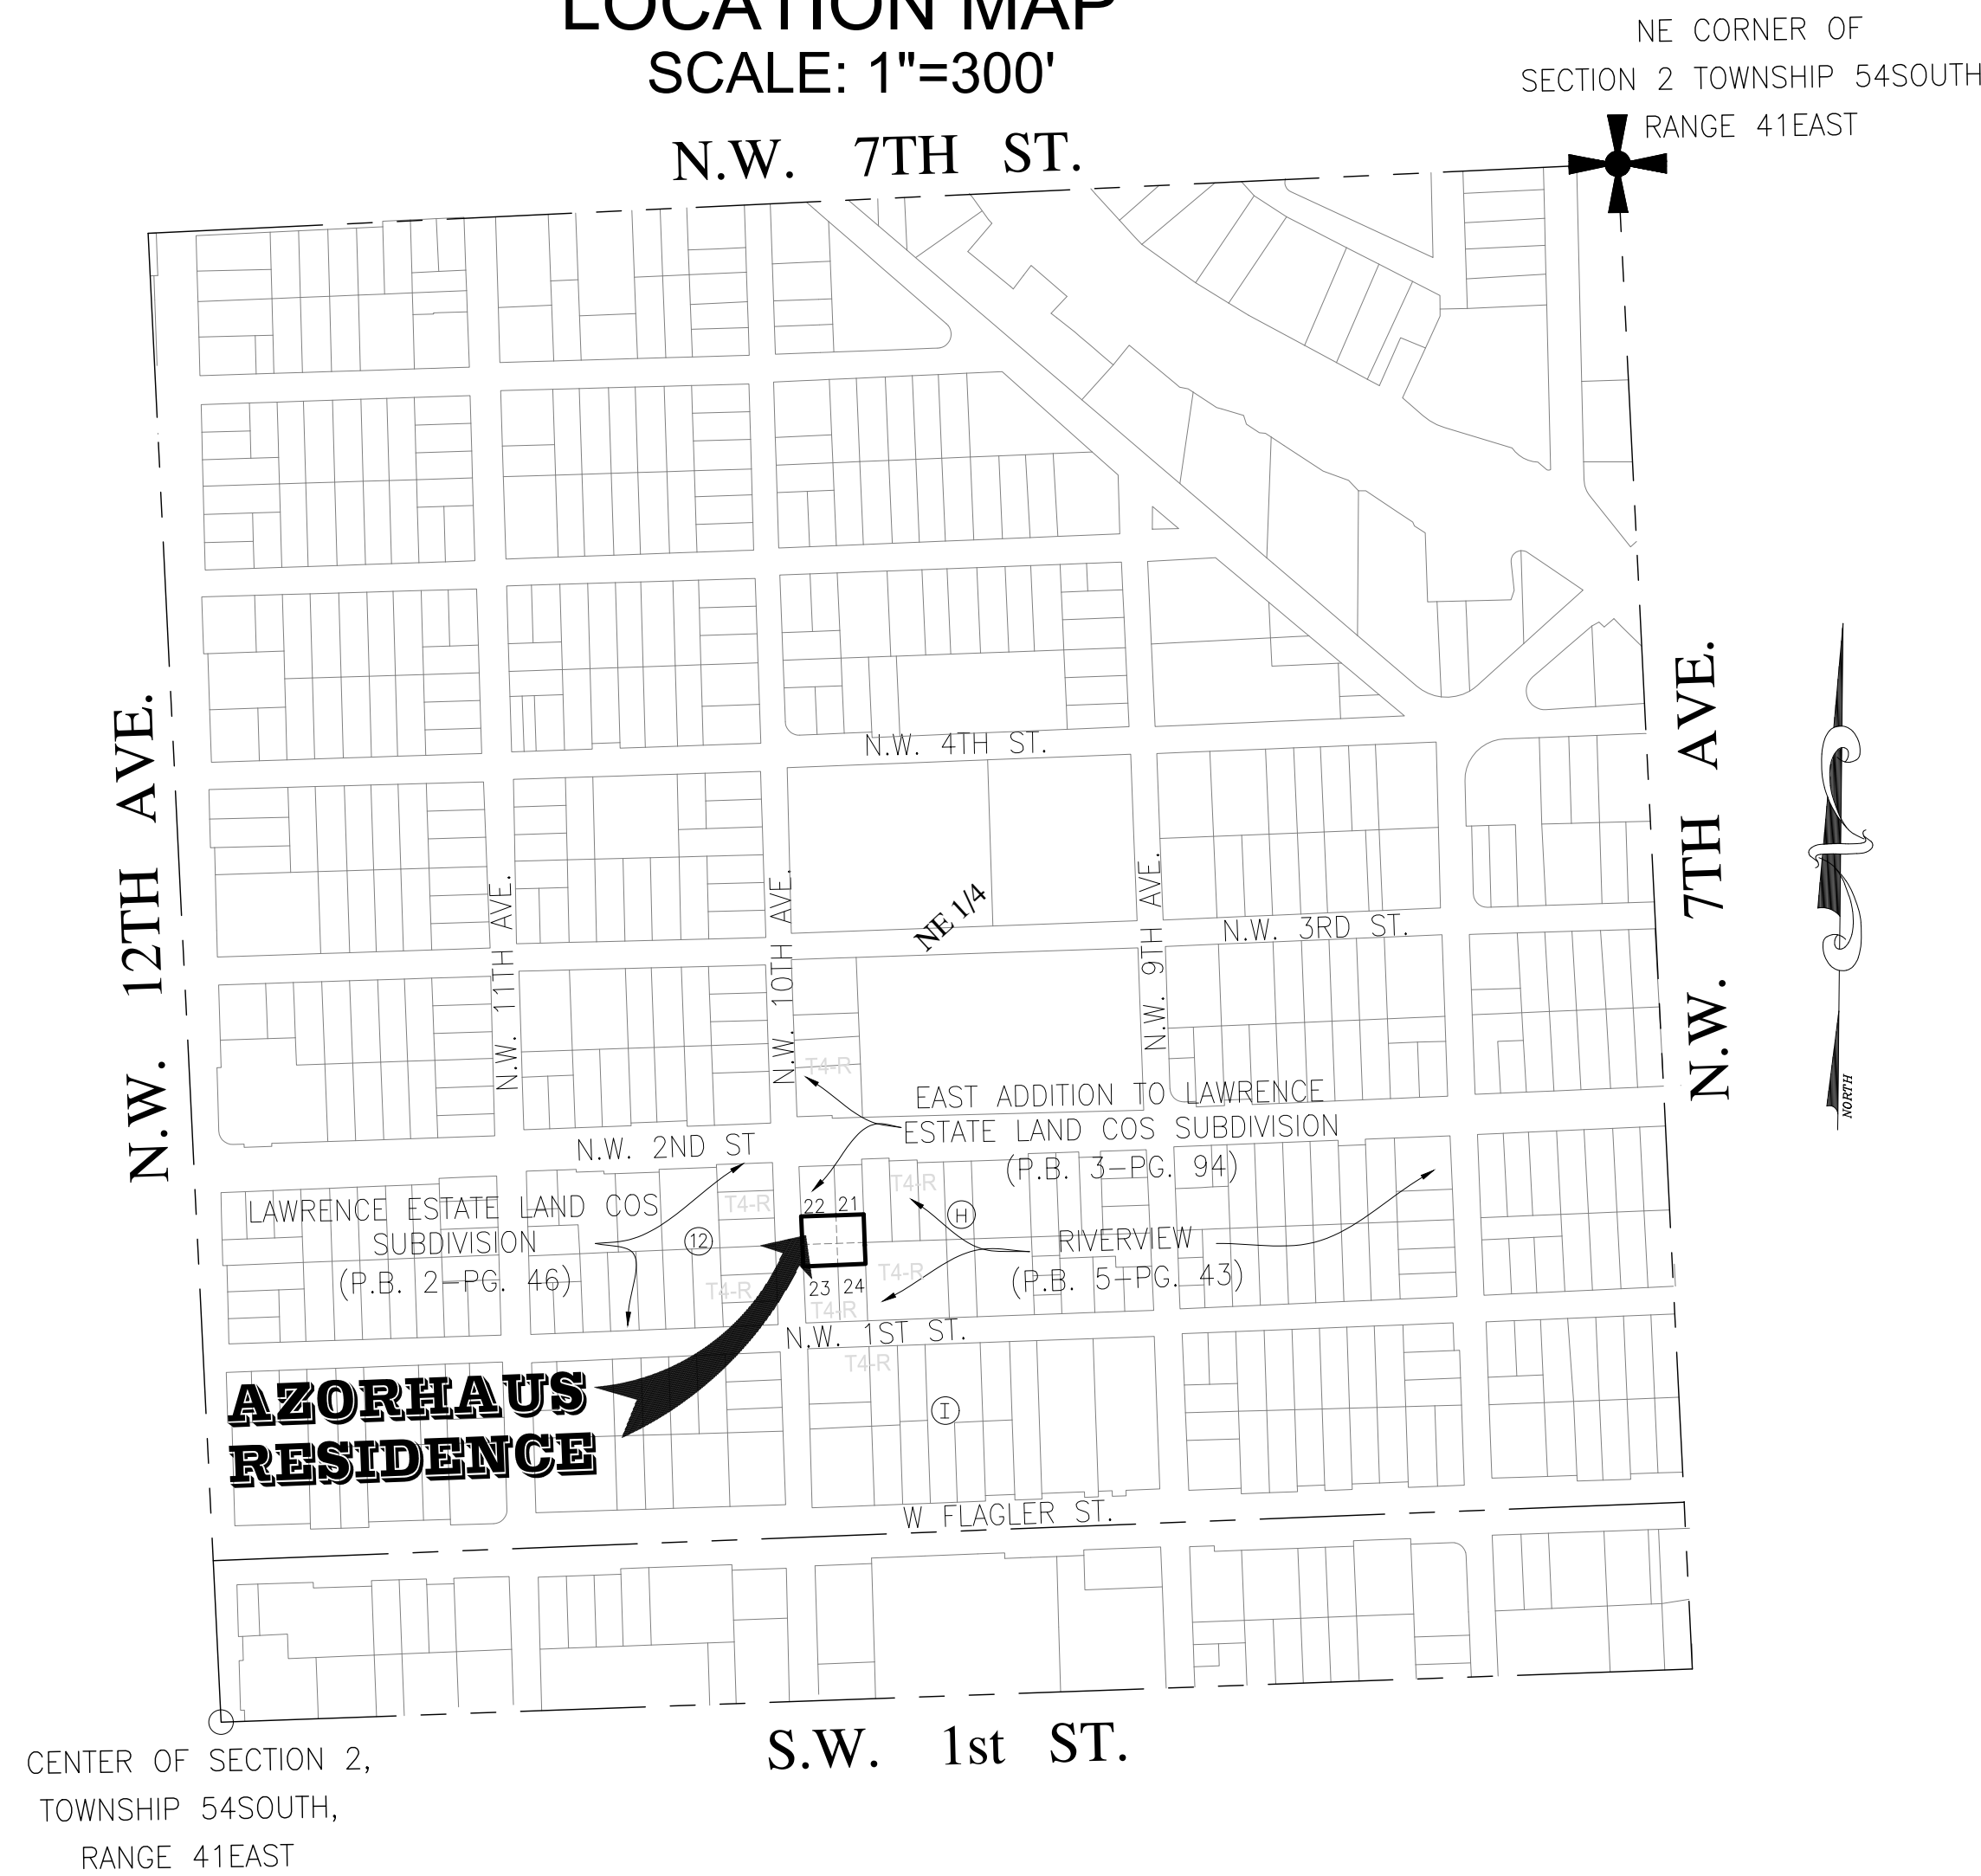 LOCATION MAP
SCALE: 1"=300'
NE CORNER OF
SECTION 2 TOWNSHIP 54SOUTH
RANGE 41EAST
N.W. 7TH ST.
N.W. 12TH AVE.
N.W. 7TH AVE.
N.W. 4TH ST.
N.W. 11TH AVE.
N.W. 10TH AVE.
NE 1/4
N.W. 9TH AVE.
N.W. 3RD ST.
NORTH
T4-R
EAST ADDITION TO LAWRENCE
ESTATE LAND COS SUBDIVISION
(P.B. 3-PG. 94)
N.W. 2ND ST
T4-R
T4-R
LAWRENCE ESTATE LAND COS
SUBDIVISION
(P.B. 2-PG. 46)
12
22 21
H
RIVERVIEW
(P.B. 5-PG. 43)
T4-R
T4-R
23 24
T4-R
N.W. 1ST ST.
T4-R
AZORHAUS
RESIDENCE
I
W FLAGLER ST.
S.W. 1st ST.
CENTER OF SECTION 2,
TOWNSHIP 54SOUTH,
RANGE 41EAST